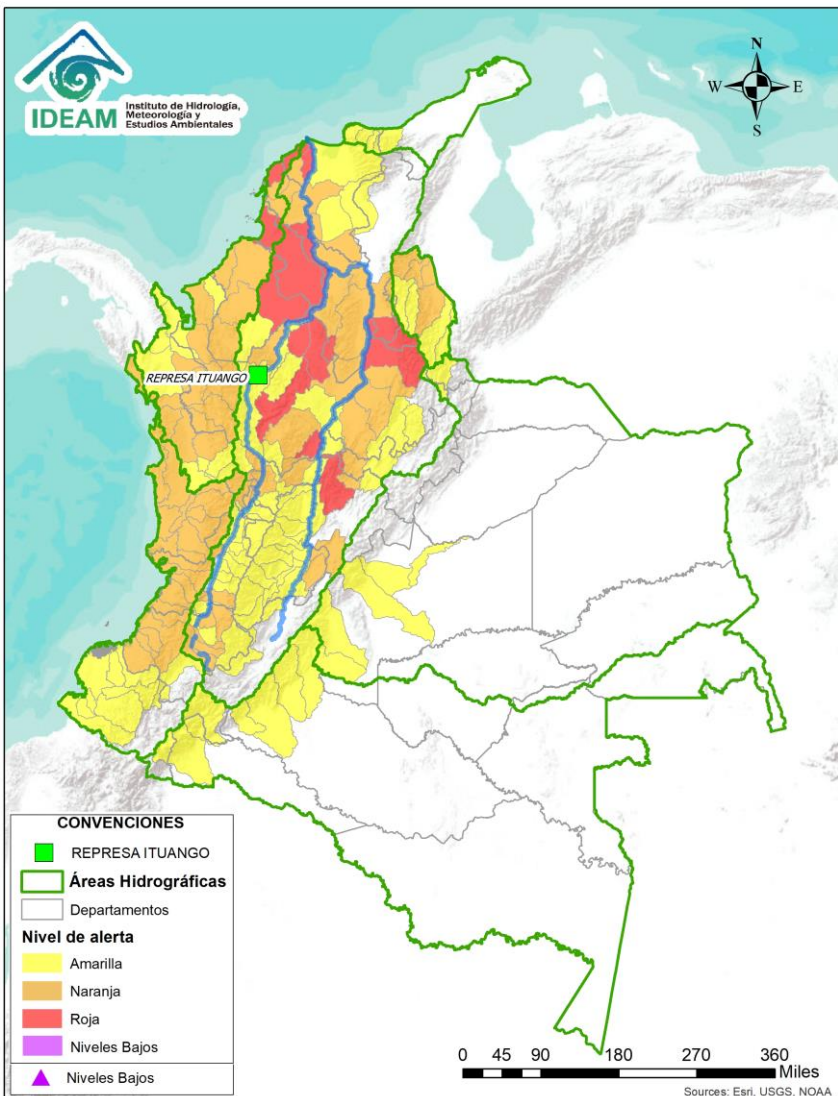 IDEAM
Instituto de Hidrología,
Meteorología y
Estudios Ambientales
N
W
E
S
REPRESA ITUANGO
CONVENCIONES
REPRESA ITUANGO
Áreas Hidrográficas
Departamentos
Nivel de alerta
Amarilla
Naranja
Roja
Niveles Bajos
Niveles Bajos
0 45 90 180 270 360
Miles
Sources: Esri, USGS, NOAA